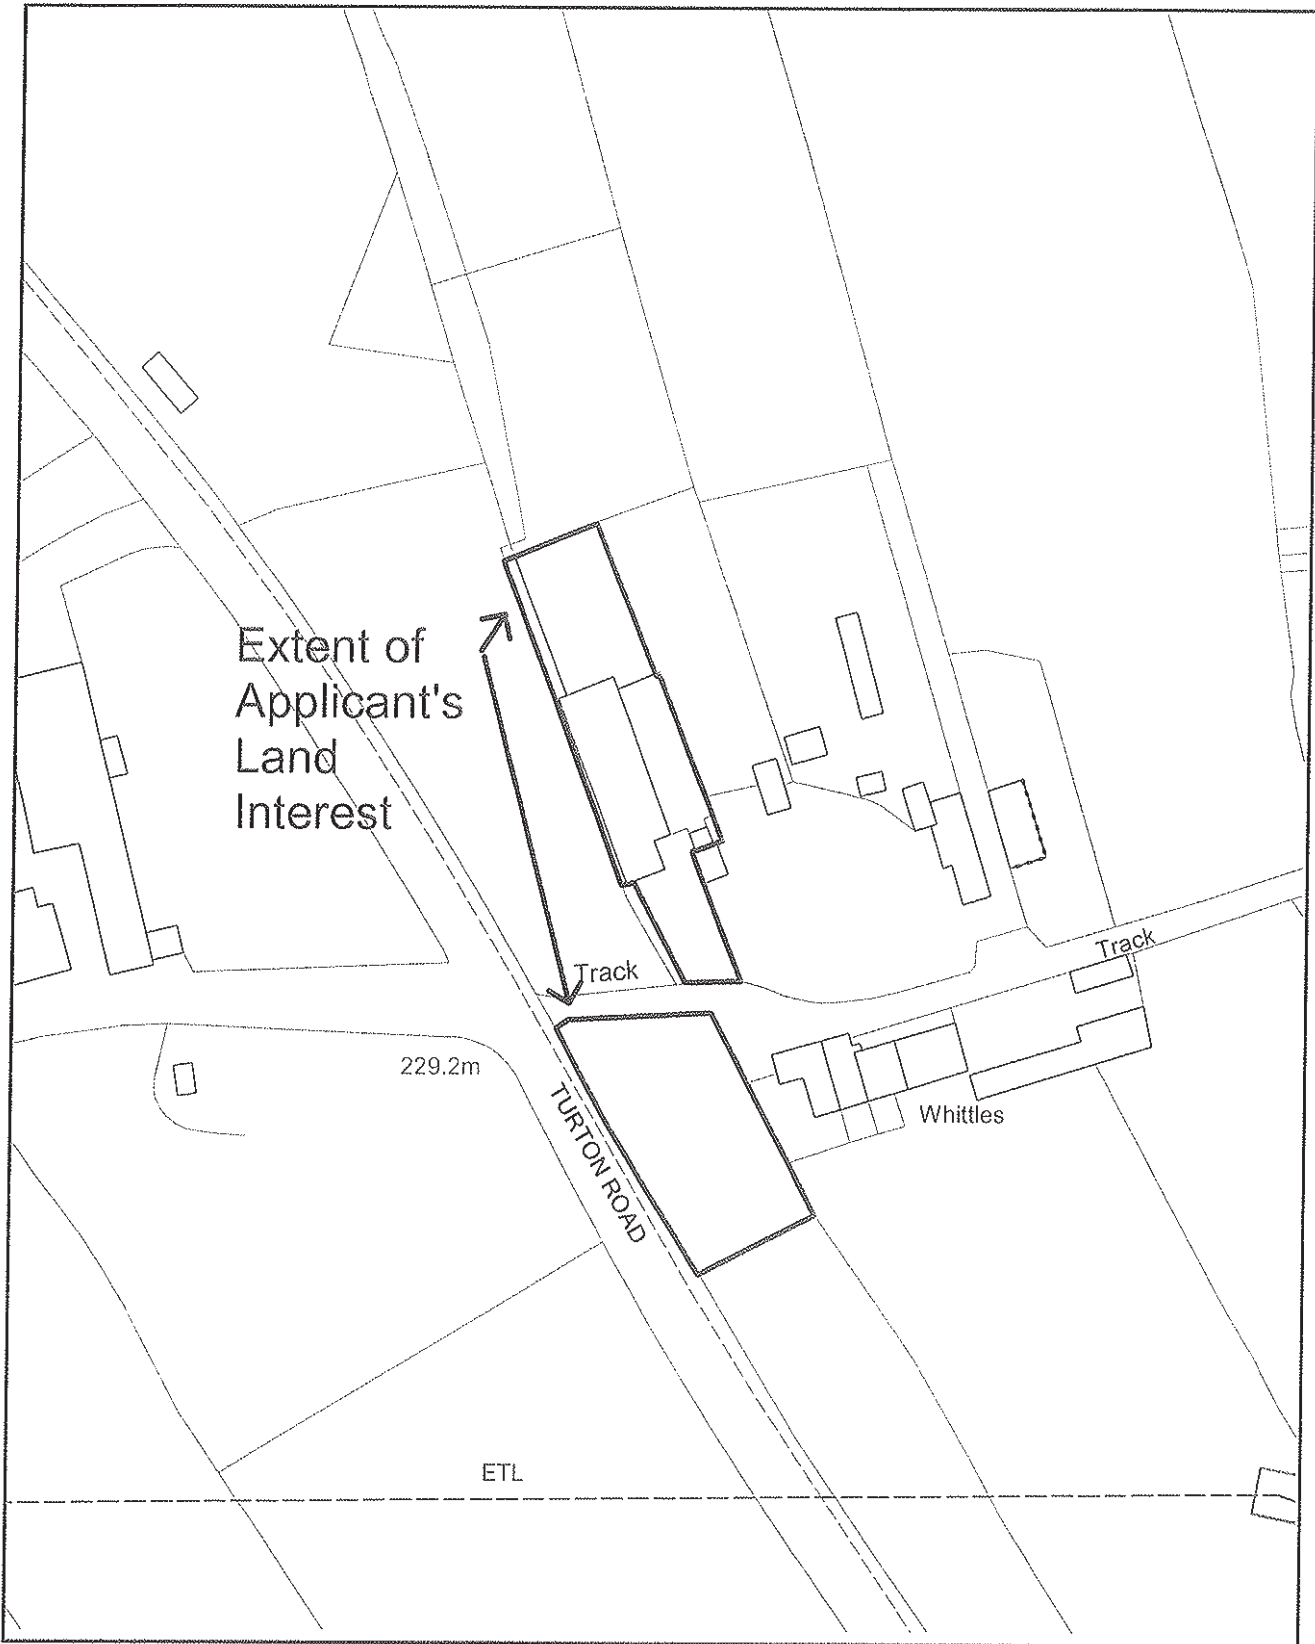 Extent of
Applicant's
Land
Interest
Track
Track
229.2m
TURTON ROAD
Whittles
ETL